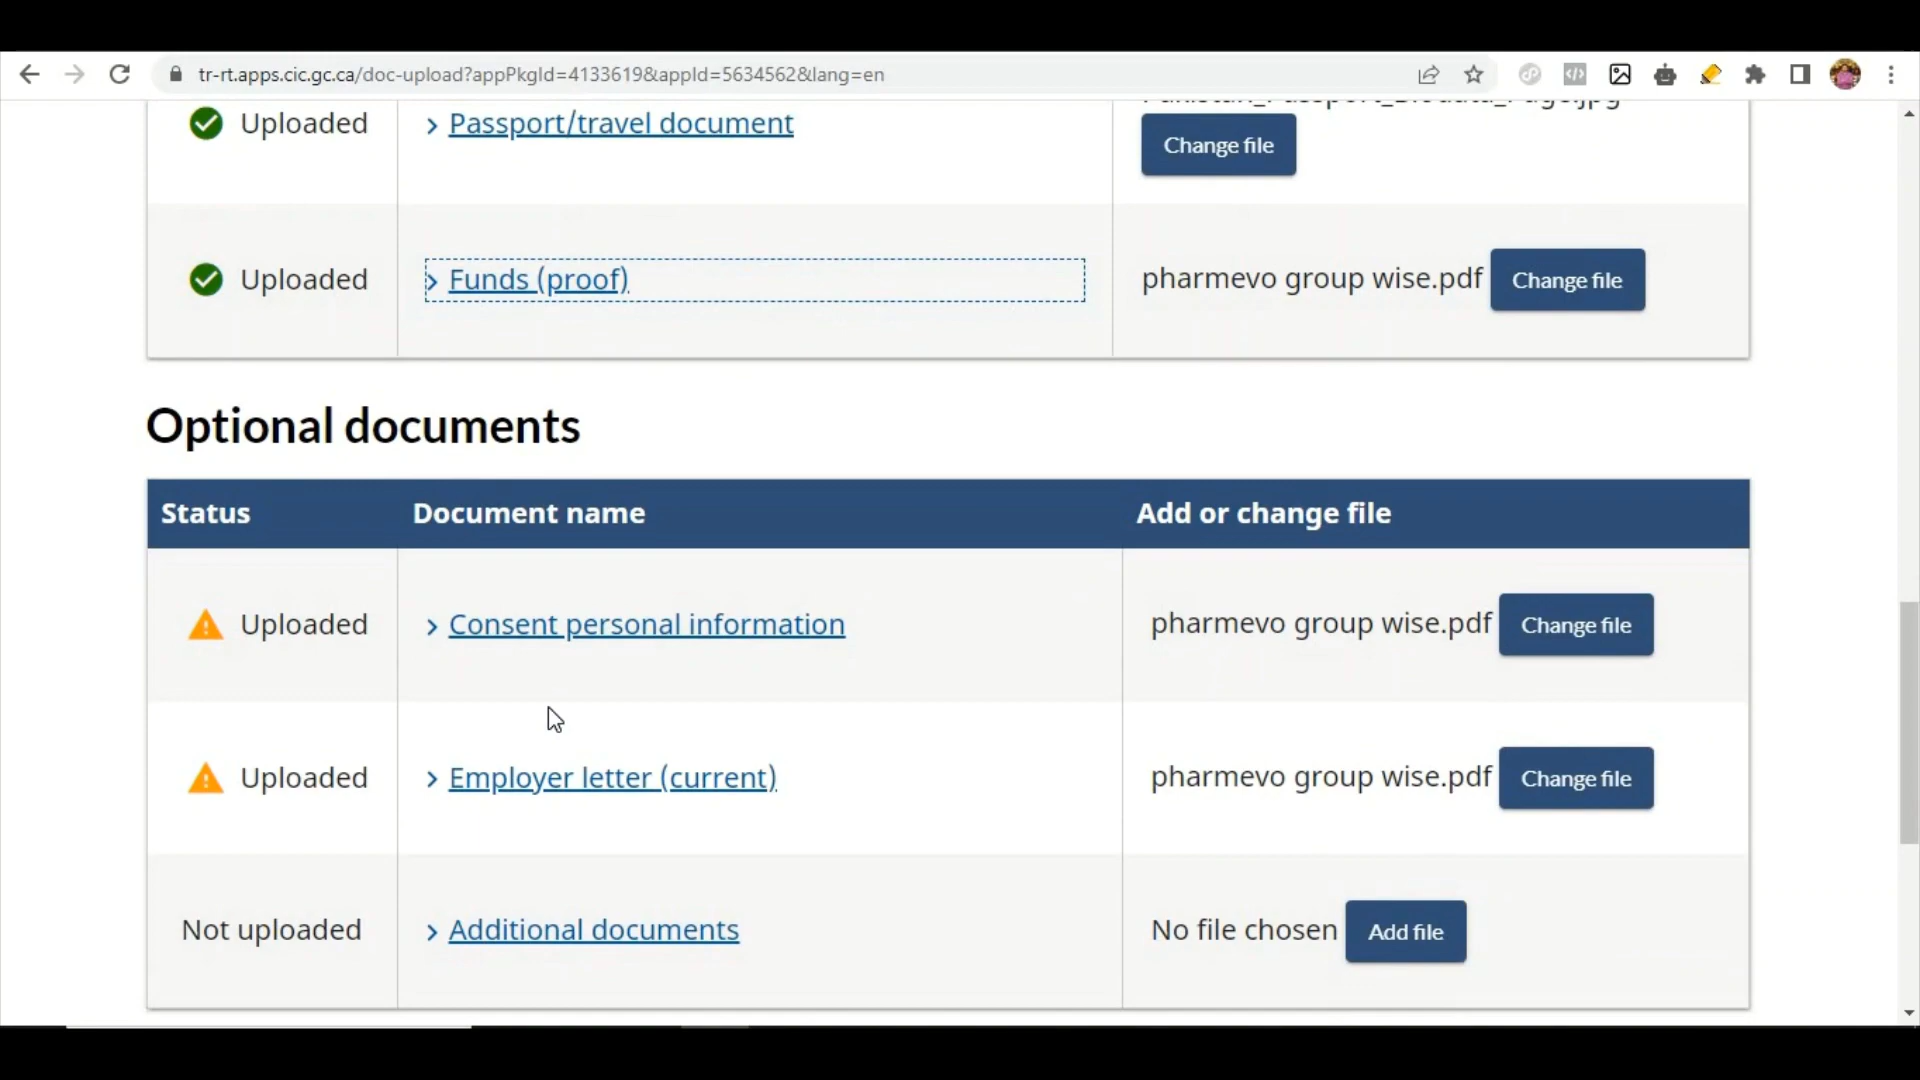 tr-rt.apps.cic.gc.ca/doc-upload?appPkgId=4133619&appId=5634562&lang=en
Uploaded
Passport/travel document
Pakistan_Passport_Biodata_Page.jpg
Change file
Uploaded
Funds (proof)
pharmevo group wise.pdf
Change file
Optional documents
Status
Document name
Add or change file
Uploaded
Consent personal information
pharmevo group wise.pdf
Change file
Uploaded
Employer letter (current)
pharmevo group wise.pdf
Change file
Not uploaded
Additional documents
No file chosen
Add file